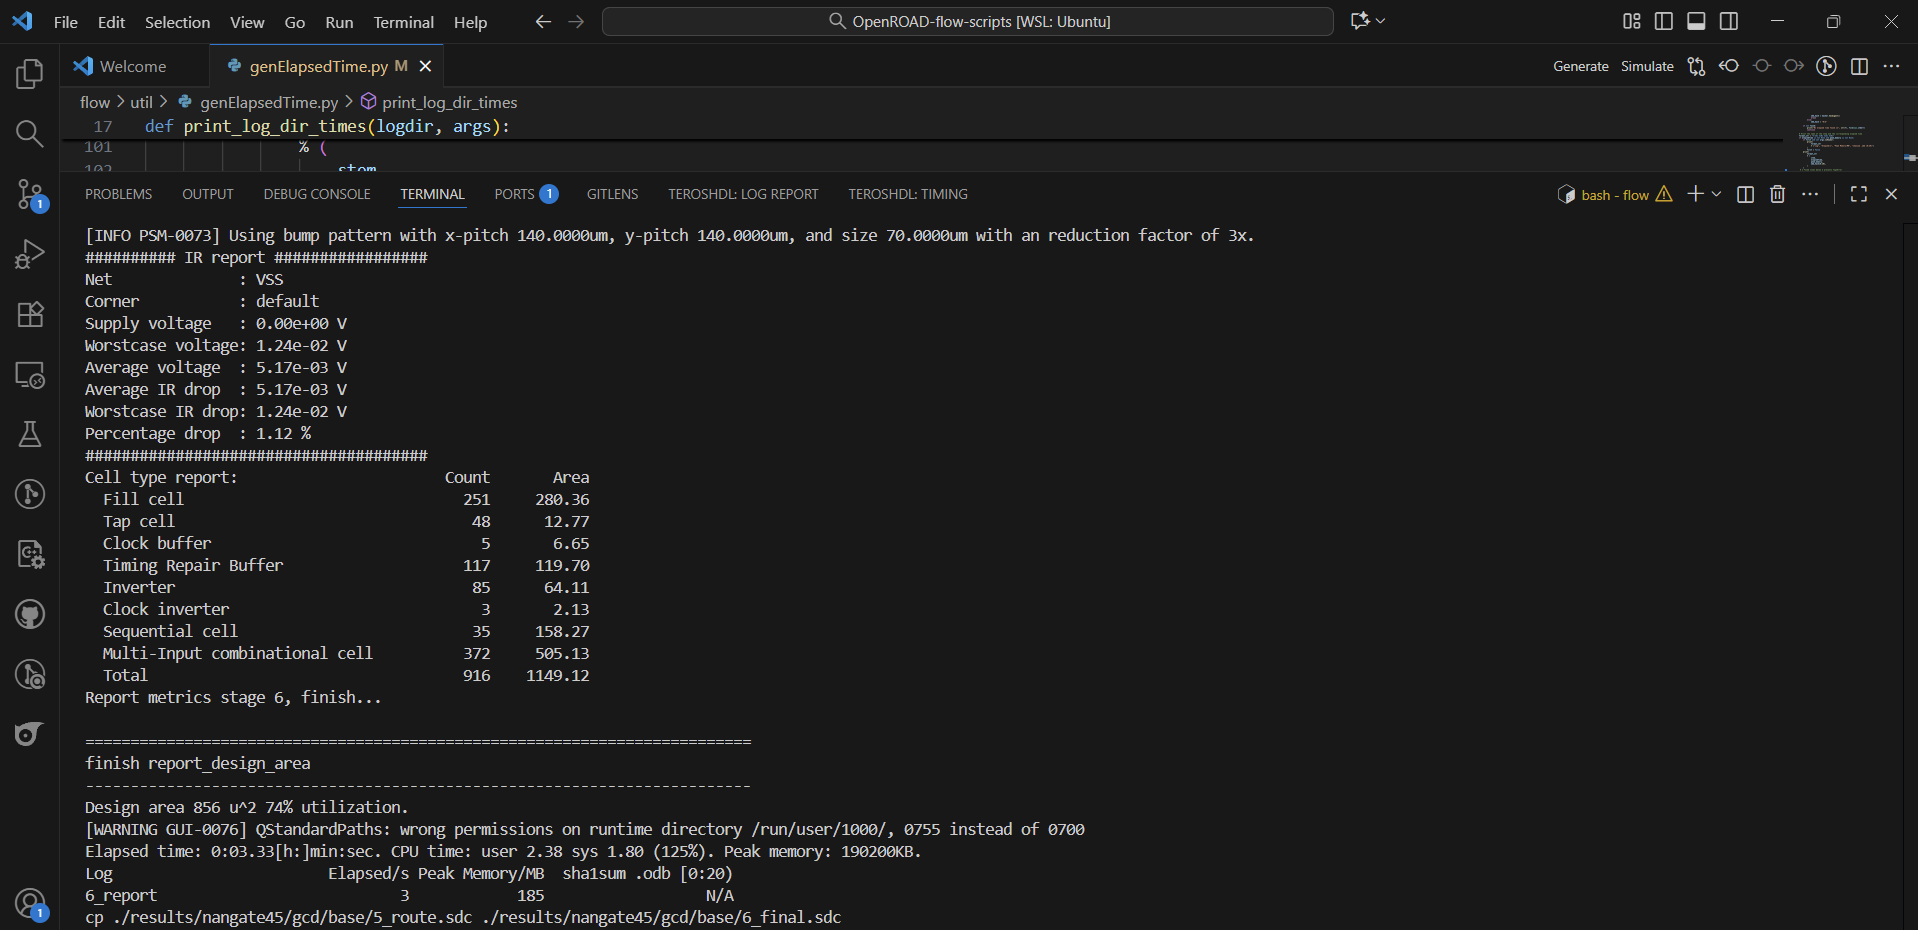 File Edit Selection View Go Run Terminal Help
OpenROAD-flow-scripts [WSL: Ubuntu]
Welcome
genElapsedTime.py M
Generate Simulate
flow > util > genElapsedTime.py > print_log_dir_times
17 def print_log_dir_times(logdir, args):
101 % (
102 stem
PROBLEMS OUTPUT DEBUG CONSOLE TERMINAL PORTS 1 GITLENS TEROSHDL: LOG REPORT TEROSHDL: TIMING
bash - flow
[INFO PSM-0073] Using bump pattern with x-pitch 140.0000um, y-pitch 140.0000um, and size 70.0000um with an reduction factor of 3x.
########## IR report #################
Net : VSS
Corner : default
Supply voltage : 0.00e+00 V
Worstcase voltage: 1.24e-02 V
Average voltage : 5.17e-03 V
Average IR drop : 5.17e-03 V
Worstcase IR drop: 1.24e-02 V
Percentage drop : 1.12 %
######################################
Cell type report: Count Area
Fill cell 251 280.36
Tap cell 48 12.77
Clock buffer 5 6.65
Timing Repair Buffer 117 119.70
Inverter 85 64.11
Clock inverter 3 2.13
Sequential cell 35 158.27
Multi-Input combinational cell 372 505.13
Total 916 1149.12
Report metrics stage 6, finish...
==========================================================================
finish report_design_area
--------------------------------------------------------------------------
Design area 856 u^2 74% utilization.
[WARNING GUI-0076] QStandardPaths: wrong permissions on runtime directory /run/user/1000/, 0755 instead of 0700
Elapsed time: 0:03.33[h:]min:sec. CPU time: user 2.38 sys 1.80 (125%). Peak memory: 190200KB.
Log Elapsed/s Peak Memory/MB sha1sum .odb [0:20)
6_report 3 185 N/A
cp ./results/nangate45/gcd/base/5_route.sdc ./results/nangate45/gcd/base/6_final.sdc
1
1